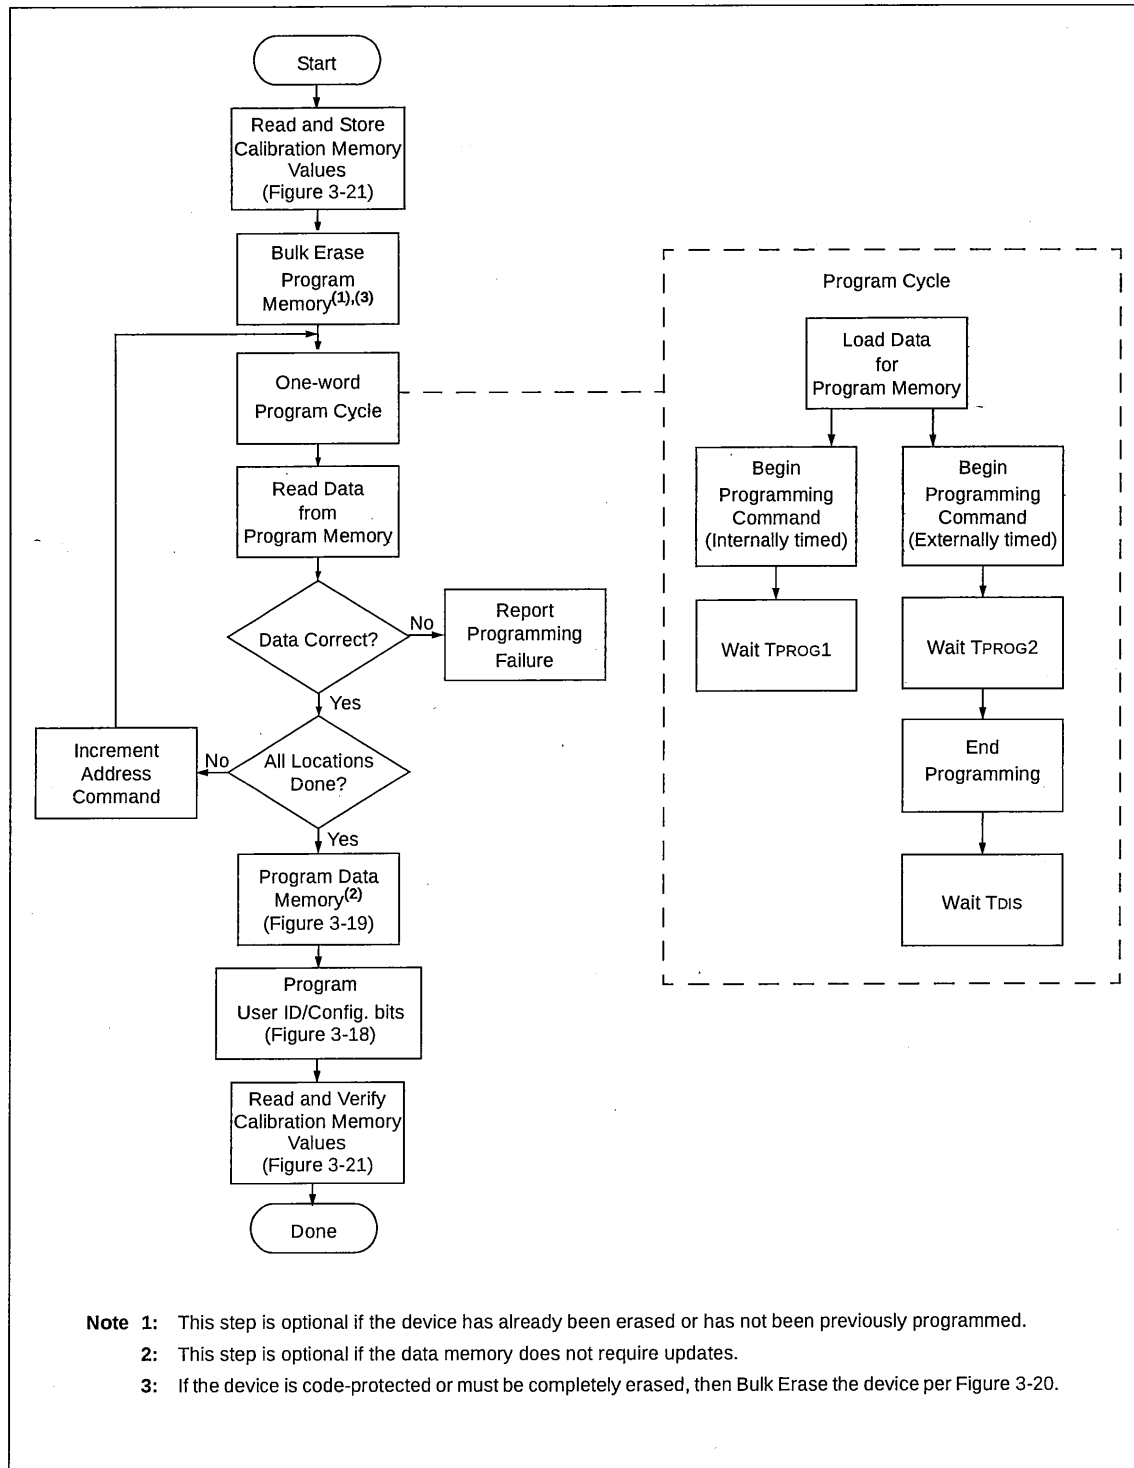 Start
Read and Store
Calibration Memory
Values
(Figure 3-21)
Bulk Erase
Program
Memory(1),(3)
One-word
Program Cycle
Read Data
from
Program Memory
Data Correct?
No
Report
Programming
Failure
Yes
All Locations
Done?
No
Increment
Address
Command
Yes
Program Data
Memory(2)
(Figure 3-19)
Program
User ID/Config. bits
(Figure 3-18)
Read and Verify
Calibration Memory
Values
(Figure 3-21)
Done
Program Cycle
Load Data
for
Program Memory
Begin
Programming
Command
(Internally timed)
Wait TPROG1
Begin
Programming
Command
(Externally timed)
Wait TPROG2
End
Programming
Wait TDIS
Note 1: This step is optional if the device has already been erased or has not been previously programmed.
2: This step is optional if the data memory does not require updates.
3: If the device is code-protected or must be completely erased, then Bulk Erase the device per Figure 3-20.